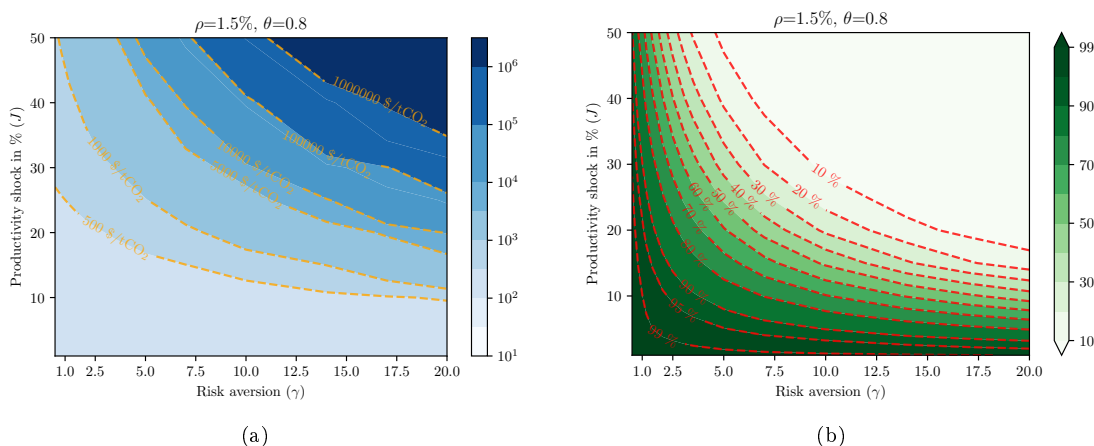 ρ=1.5%, θ=0.8
Productivity shock in % (J)
50
40
30
20
10
1000000 $/tCO2
100000 $/tCO2
10000 $/tCO2
$/tCO2
1000 $/tCO2
500 $/tCO2
1.0 2.5 5.0 7.5 10.0 12.5 15.0 17.5 20.0
Risk aversion (γ)
10^6
10^5
10^4
10^3
10^2
10^1
(a)
ρ=1.5%, θ=0.8
Productivity shock in % (J)
50
40
30
20
10
10 %
20 %
30 %
40 %
50 %
60 %
70 %
80 %
90 %
95 %
99 %
1.0 2.5 5.0 7.5 10.0 12.5 15.0 17.5 20.0
Risk aversion (γ)
99
90
70
50
30
10
(b)